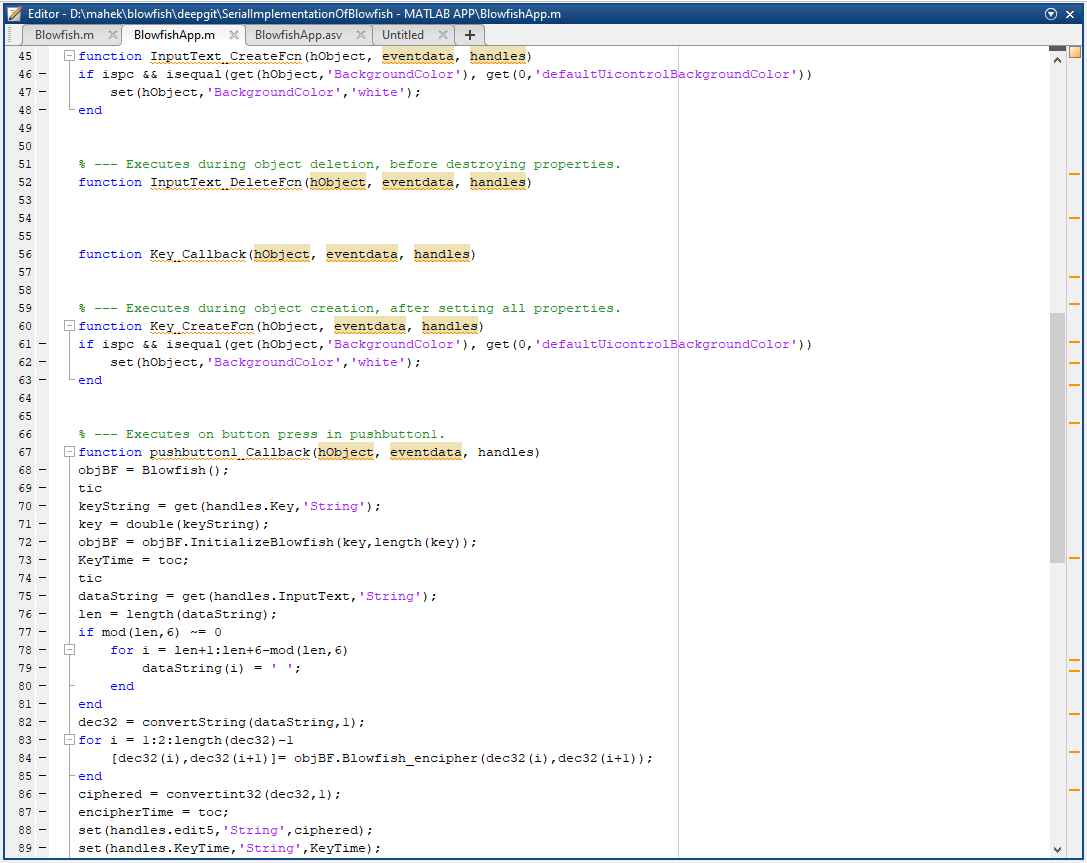 Editor - D:\mahek\blowfish\deepgit\SerialImplementationOfBlowfish - MATLAB APP\BlowfishApp.m
Blowfish.m BlowfishApp.m BlowfishApp.asv Untitled
45 function InputText_CreateFcn(hObject, eventdata, handles)
46 if ispc && isequal(get(hObject,'BackgroundColor'), get(0,'defaultUicontrolBackgroundColor'))
47 set(hObject,'BackgroundColor','white');
48 end
49
50
51 % --- Executes during object deletion, before destroying properties.
52 function InputText_DeleteFcn(hObject, eventdata, handles)
53
54
55
56 function Key_Callback(hObject, eventdata, handles)
57
58
59 % --- Executes during object creation, after setting all properties.
60 function Key_CreateFcn(hObject, eventdata, handles)
61 if ispc && isequal(get(hObject,'BackgroundColor'), get(0,'defaultUicontrolBackgroundColor'))
62 set(hObject,'BackgroundColor','white');
63 end
64
65
66 % --- Executes on button press in pushbutton1.
67 function pushbutton1_Callback(hObject, eventdata, handles)
68 objBF = Blowfish();
69 tic
70 keyString = get(handles.Key,'String');
71 key = double(keyString);
72 objBF = objBF.InitializeBlowfish(key,length(key));
73 KeyTime = toc;
74 tic
75 dataString = get(handles.InputText,'String');
76 len = length(dataString);
77 if mod(len,6) ~= 0
78 for i = len+1:len+6-mod(len,6)
79 dataString(i) = ' ';
80 end
81 end
82 dec32 = convertString(dataString,1);
83 for i = 1:2:length(dec32)-1
84 [dec32(i),dec32(i+1)]= objBF.Blowfish_encipher(dec32(i),dec32(i+1));
85 end
86 ciphered = convertint32(dec32,1);
87 encipherTime = toc;
88 set(handles.edit5,'String',ciphered);
89 set(handles.KeyTime,'String',KeyTime);